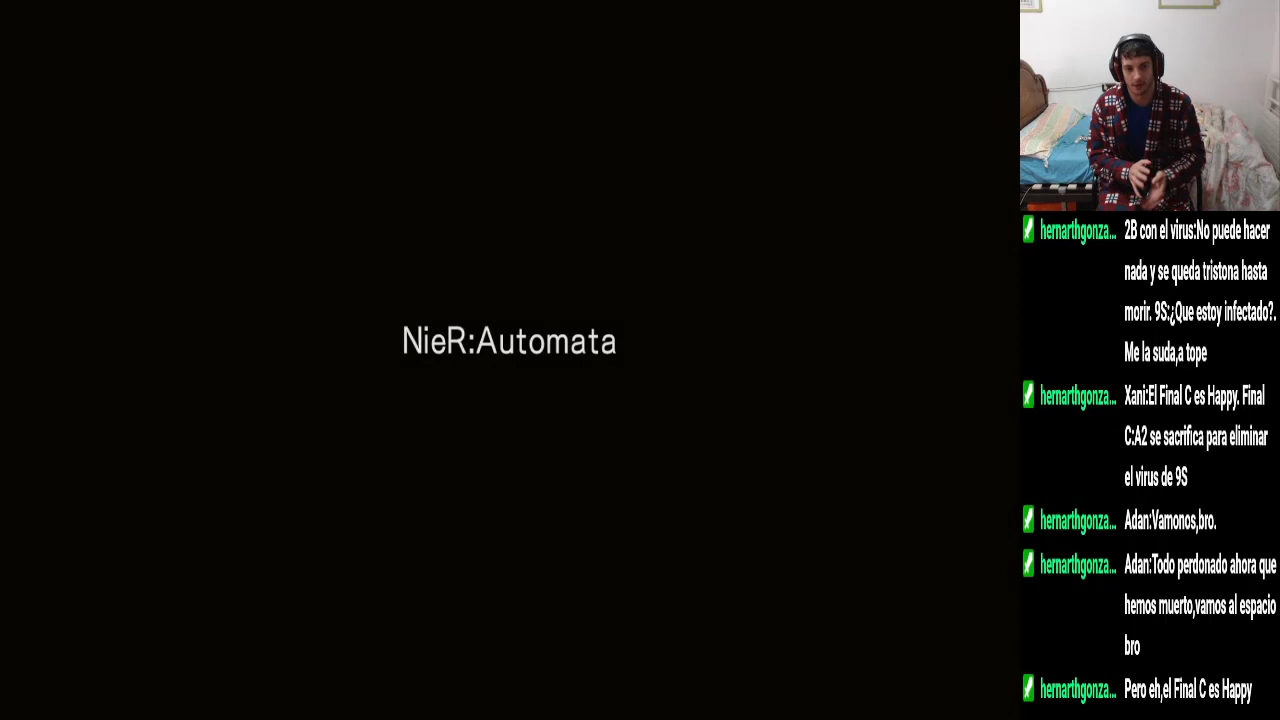 NieR:Automata
hernarthgonza... 2B con el virus:No puede hacer
nada y se queda tristona hasta
morir. 9S:¿Que estoy infectado?.
Me la suda,a tope
hernarthgonza... Xani:El Final C es Happy. Final
C:A2 se sacrifica para eliminar
el virus de 9S
hernarthgonza... Adan:Vamonos,bro.
hernarthgonza... Adan:Todo perdonado ahora que
hemos muerto,vamos al espacio
bro
hernarthgonza... Pero eh,el Final C es Happy